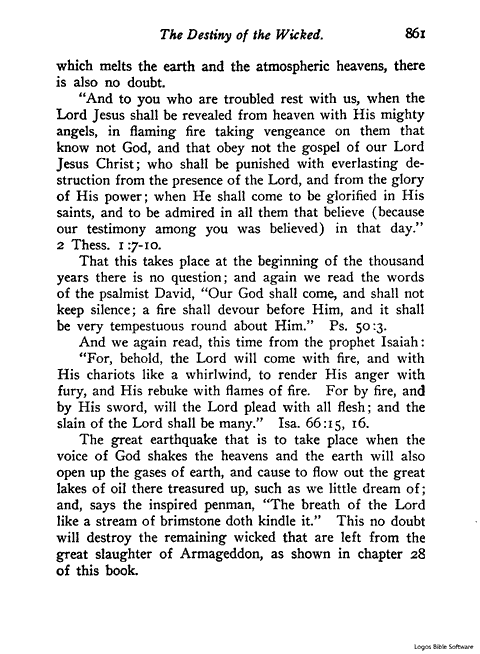 The Destiny of the Wicked. 861
which melts the earth and the atmospheric heavens, there
is also no doubt.
"And to you who are troubled rest with us, when the
Lord Jesus shall be revealed from heaven with His mighty
angels, in flaming fire taking vengeance on them that
know not God, and that obey not the gospel of our Lord
Jesus Christ; who shall be punished with everlasting de-
struction from the presence of the Lord, and from the glory
of His power; when He shall come to be glorified in His
saints, and to be admired in all them that believe (because
our testimony among you was believed) in that day."
2 Thess. 1:7-10.
That this takes place at the beginning of the thousand
years there is no question; and again we read the words
of the psalmist David, "Our God shall come, and shall not
keep silence; a fire shall devour before Him, and it shall
be very tempestuous round about Him." Ps. 50:3.
And we again read, this time from the prophet Isaiah:
"For, behold, the Lord will come with fire, and with
His chariots like a whirlwind, to render His anger with
fury, and His rebuke with flames of fire. For by fire, and
by His sword, will the Lord plead with all flesh; and the
slain of the Lord shall be many." Isa. 66:15, 16.
The great earthquake that is to take place when the
voice of God shakes the heavens and the earth will also
open up the gases of earth, and cause to flow out the great
lakes of oil there treasured up, such as we little dream of;
and, says the inspired penman, "The breath of the Lord
like a stream of brimstone doth kindle it." This no doubt
will destroy the remaining wicked that are left from the
great slaughter of Armageddon, as shown in chapter 28
of this book.
Logos Bible Software